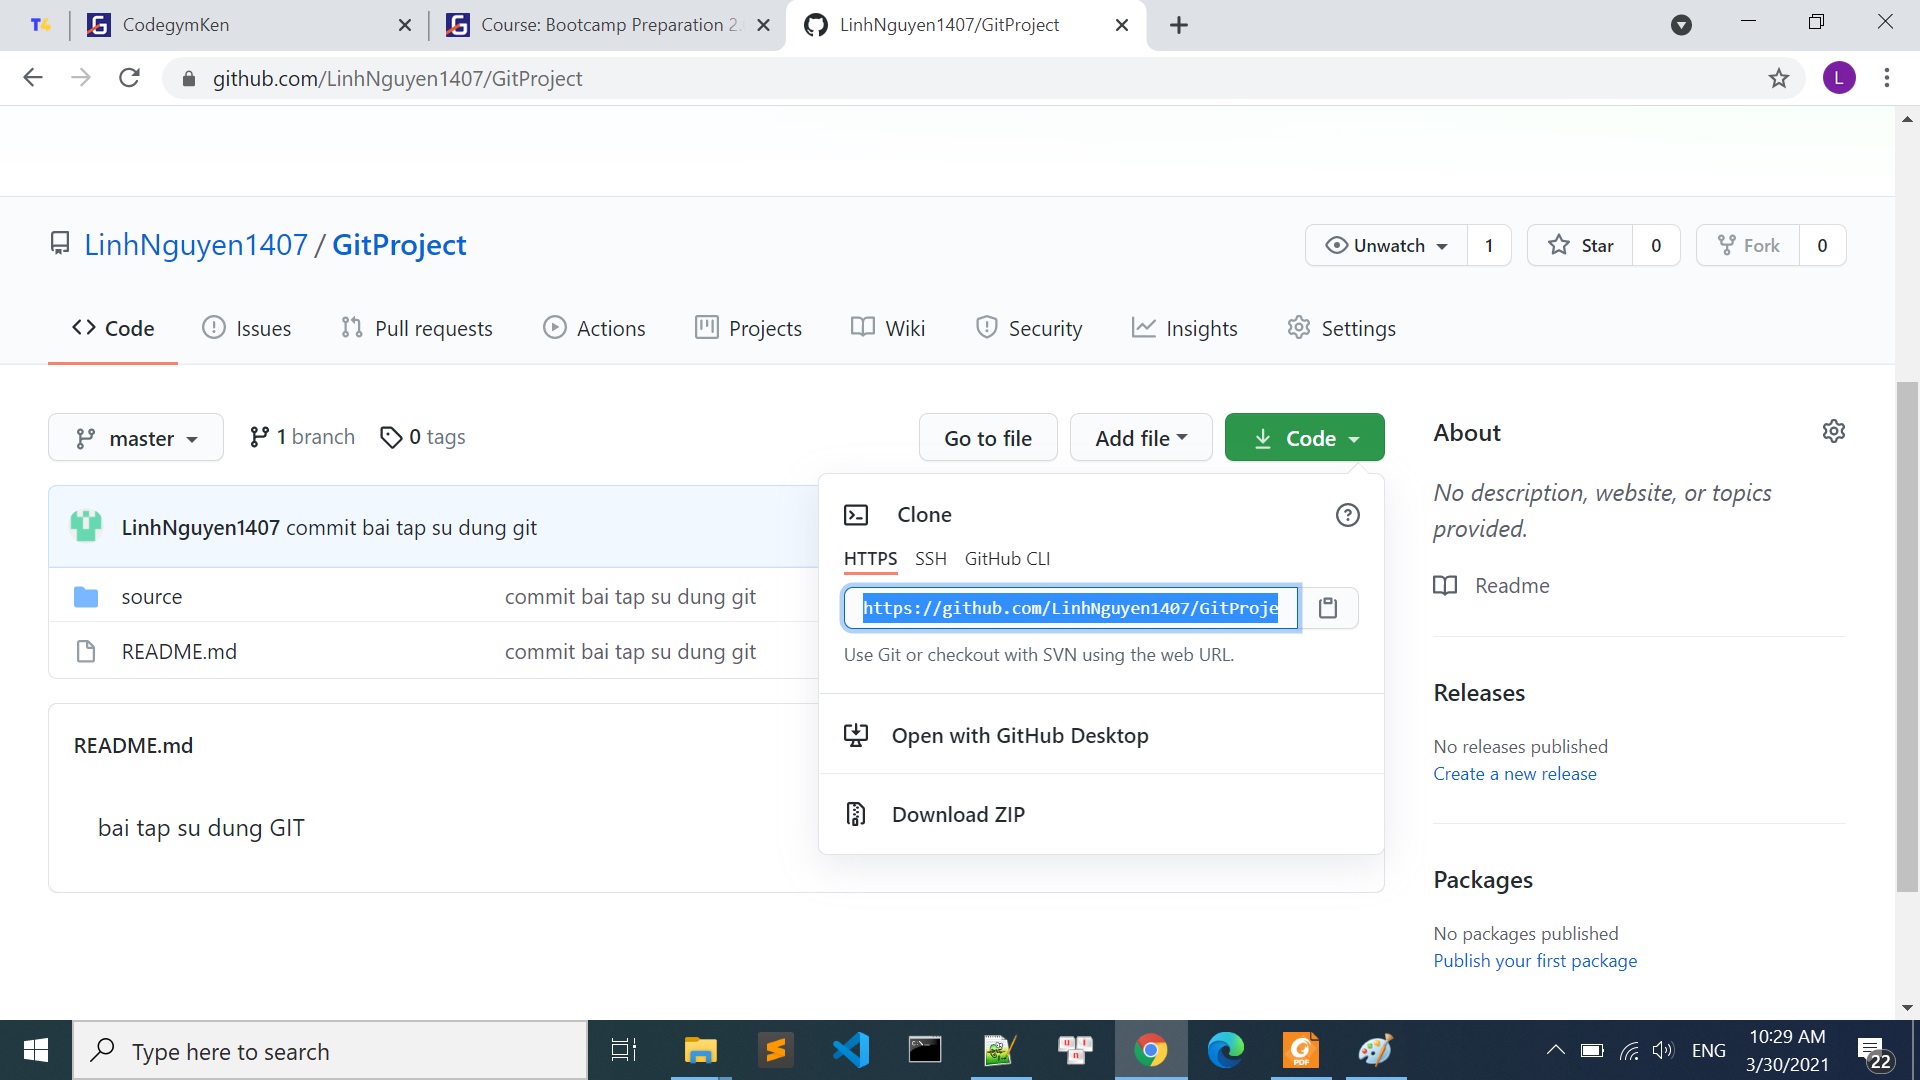 CodegymKen
Course: Bootcamp Preparation 2.
LinhNguyen1407/GitProject
github.com/LinhNguyen1407/GitProject
L
LinhNguyen1407 / GitProject
Unwatch 1
Star 0
Fork 0
Code
Issues
Pull requests
Actions
Projects
Wiki
Security
Insights
Settings
master
1 branch
0 tags
Go to file
Add file
Code
LinhNguyen1407 commit bai tap su dung git
source
commit bai tap su dung git
README.md
commit bai tap su dung git
README.md
bai tap su dung GIT
Clone
HTTPS SSH GitHub CLI
https://github.com/LinhNguyen1407/GitProje
Use Git or checkout with SVN using the web URL.
Open with GitHub Desktop
Download ZIP
About
No description, website, or topics
provided.
Readme
Releases
No releases published
Create a new release
Packages
No packages published
Publish your first package
Type here to search
PDF
ENG
10:29 AM
3/30/2021
22